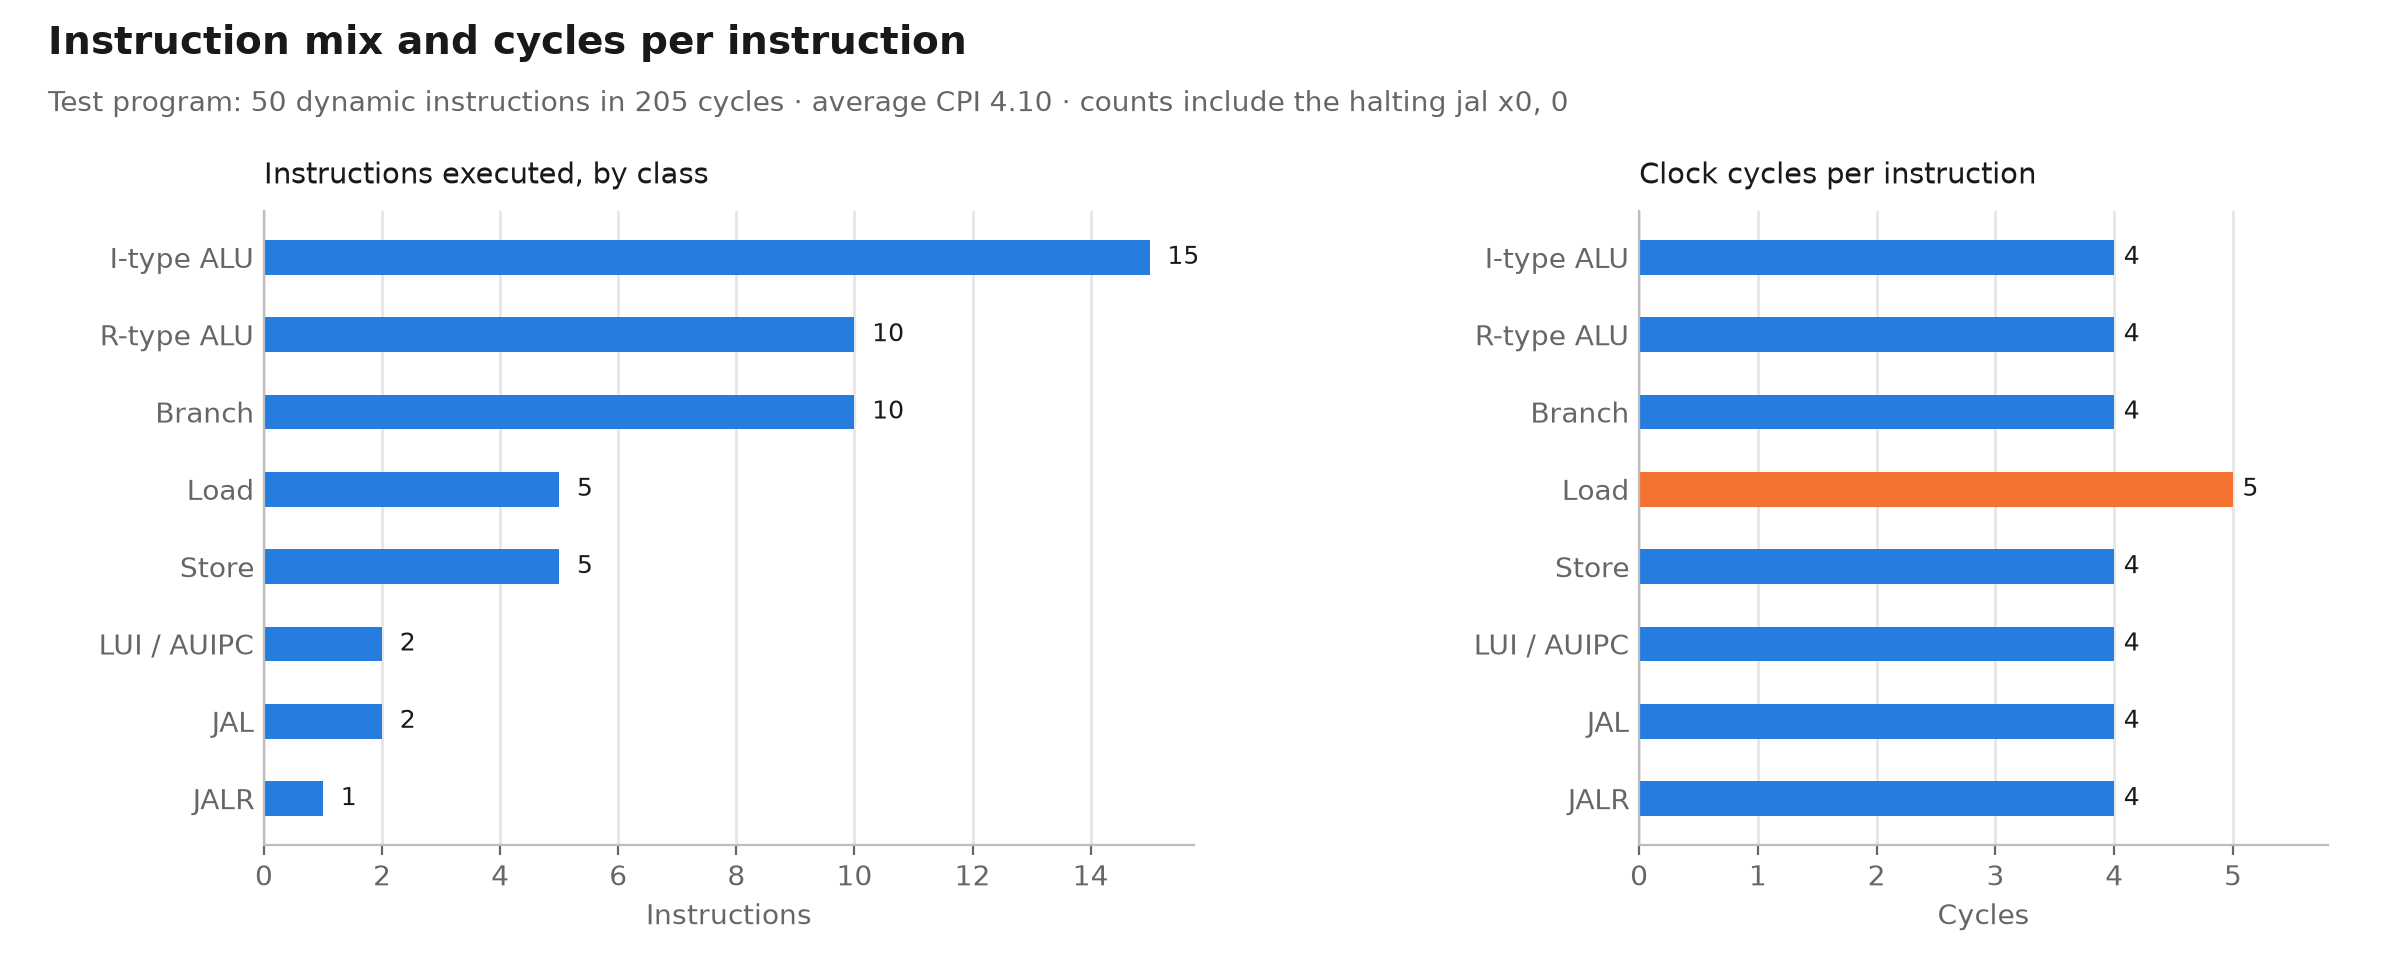 Instruction mix and cycles per instruction
Test program: 50 dynamic instructions in 205 cycles · average CPI 4.10 · counts include the halting jal x0, 0
Instructions executed, by class
I-type ALU 15
R-type ALU 10
Branch 10
Load 5
Store 5
LUI / AUIPC 2
JAL 2
JALR 1
0 2 4 6 8 10 12 14
Instructions
Clock cycles per instruction
I-type ALU 4
R-type ALU 4
Branch 4
Load 5
Store 4
LUI / AUIPC 4
JAL 4
JALR 4
0 1 2 3 4 5
Cycles